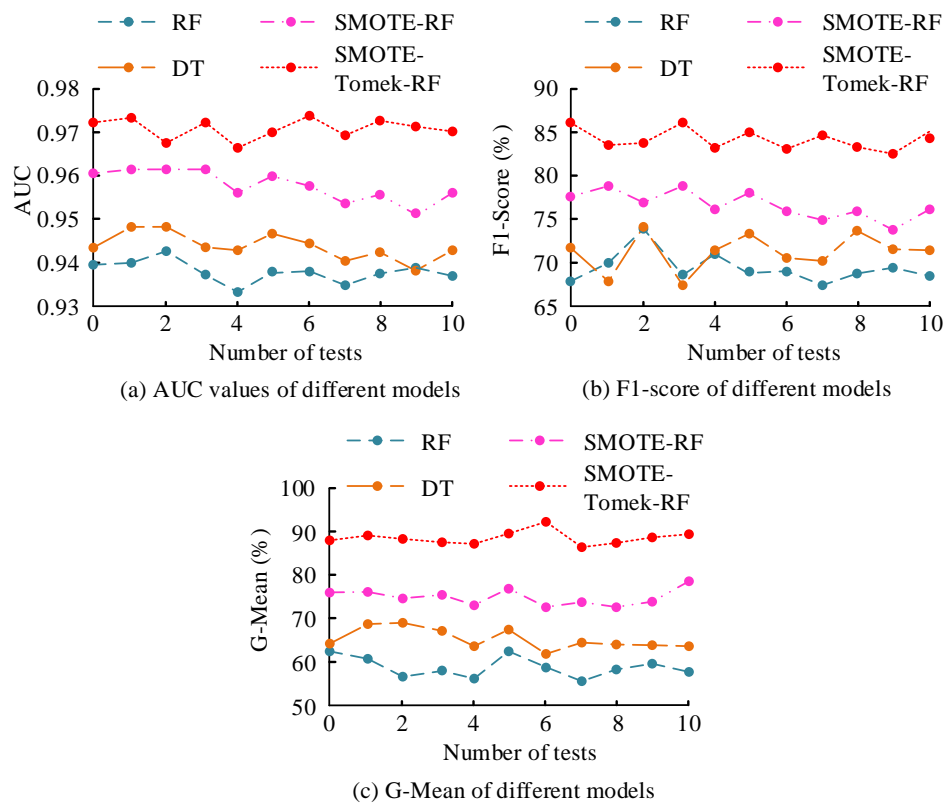 RF
SMOTE-RF
DT
SMOTE-
Tomek-RF
0.98
0.97
0.96
0.95
0.94
0.93
AUC
0 2 4 6 8 10
Number of tests
(a) AUC values of different models
RF
SMOTE-RF
DT
SMOTE-
Tomek-RF
90
85
80
75
70
65
F1-Score (%)
0 2 4 6 8 10
Number of tests
(b) F1-score of different models
RF
SMOTE-RF
DT
SMOTE-
Tomek-RF
100
90
80
70
60
50
G-Mean (%)
0 2 4 6 8 10
Number of tests
(c) G-Mean of different models